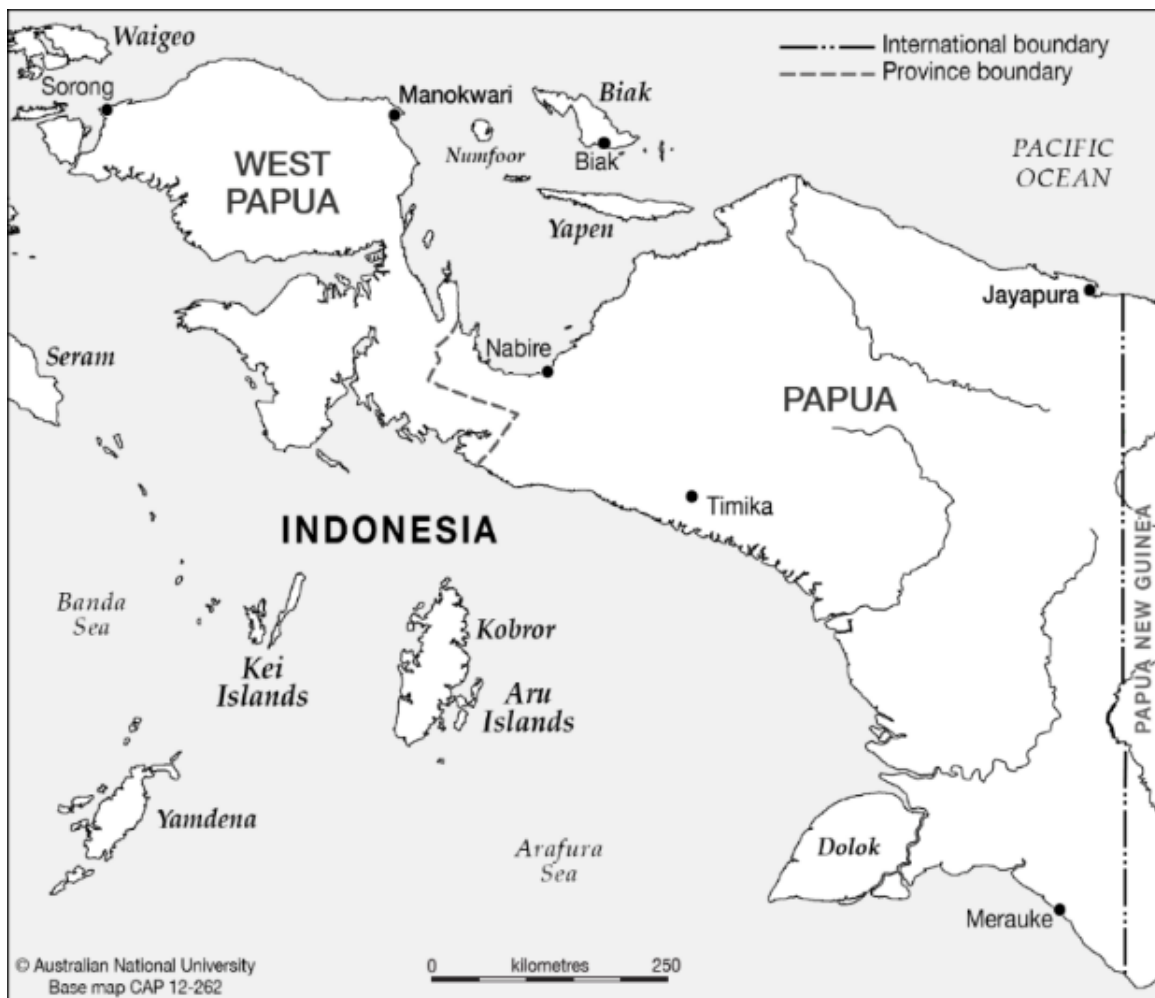 Waigeo
International boundary
Province boundary
Sorong
Manokwari
Biak
Numfoor
Biak
PACIFIC
OCEAN
WEST
PAPUA
Yapen
Jayapura
Seram
Nabire
PAPUA
Timika
INDONESIA
PAPUA NEW GUINEA
Banda
Sea
Kobror
Kei
Islands
Aru
Islands
Yamdena
Arafura
Sea
Dolok
Merauke
© Australian National University
Base map CAP 12-262
0 kilometres 250